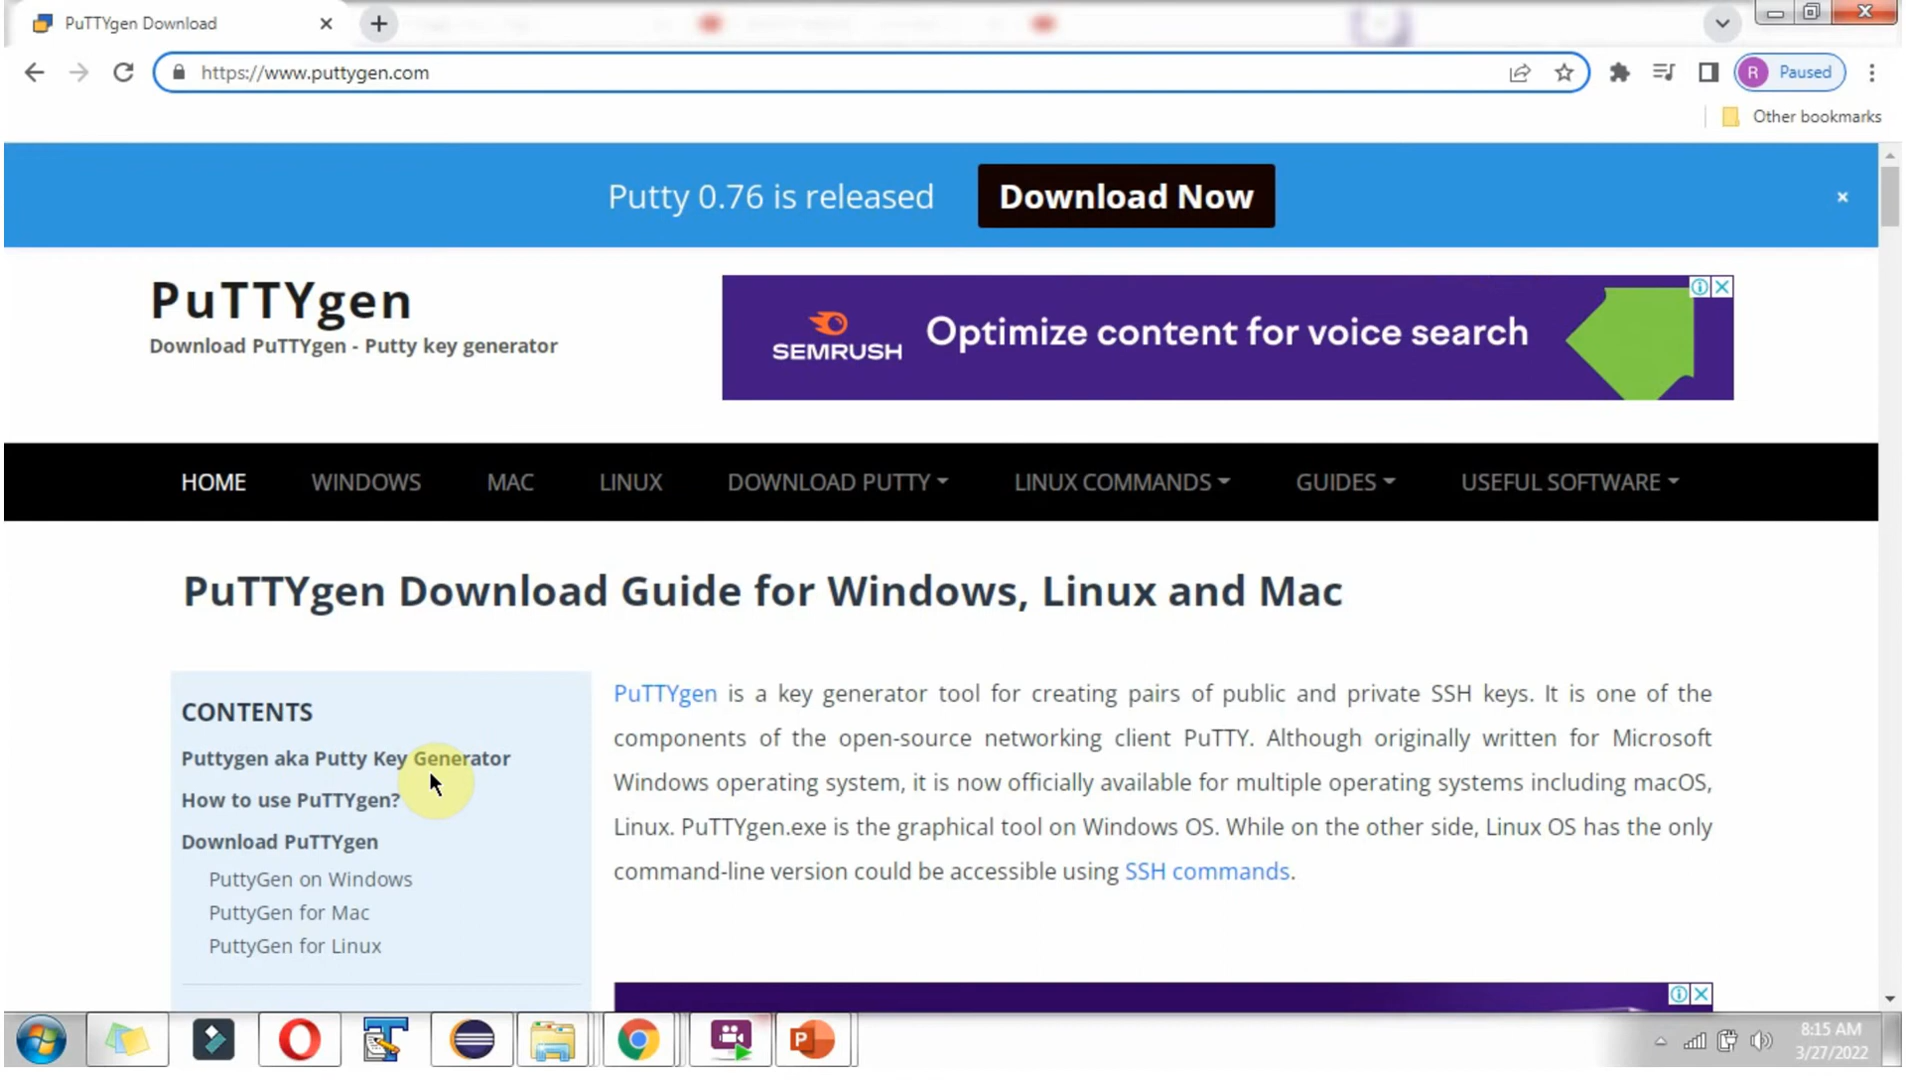 PuTTYgen Download
https://www.puttygen.com
R Paused
Other bookmarks
Putty 0.76 is released
Download Now
PuTTYgen
Download PuTTYgen - Putty key generator
SEMRUSH
Optimize content for voice search
HOME WINDOWS MAC LINUX DOWNLOAD PUTTY LINUX COMMANDS GUIDES USEFUL SOFTWARE
PuTTYgen Download Guide for Windows, Linux and Mac
CONTENTS
Puttygen aka Putty Key Generator
How to use PuTTYgen?
Download PuTTYgen
PuttyGen on Windows
PuttyGen for Mac
PuttyGen for Linux
PuTTYgen is a key generator tool for creating pairs of public and private SSH keys. It is one of the
components of the open-source networking client PuTTY. Although originally written for Microsoft
Windows operating system, it is now officially available for multiple operating systems including macOS,
Linux. PuTTYgen.exe is the graphical tool on Windows OS. While on the other side, Linux OS has the only
command-line version could be accessible using SSH commands.
8:15 AM
3/27/2022